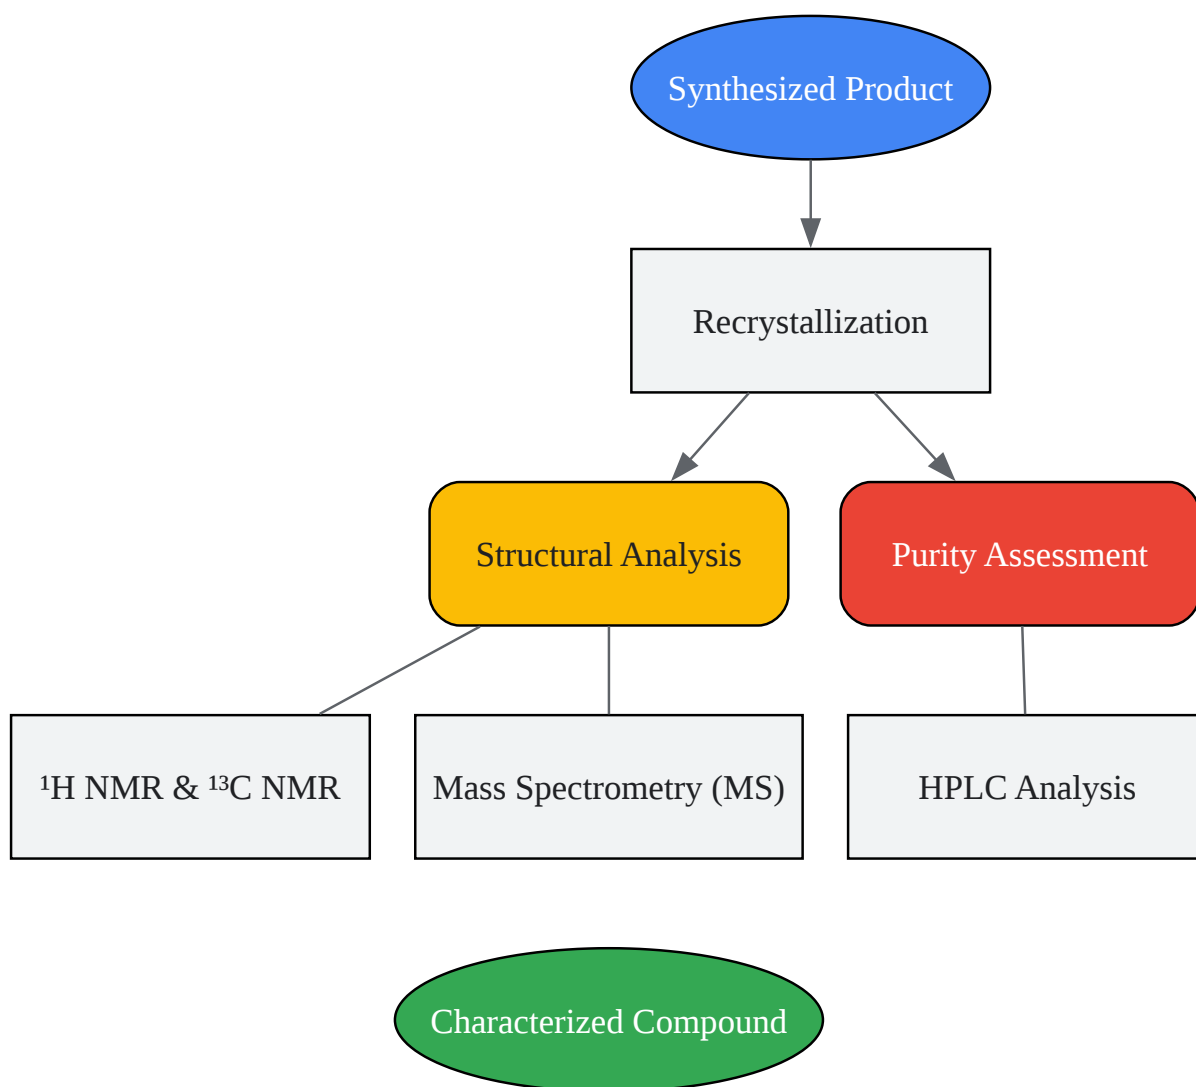 Synthesized Product
Recrystallization
Structural Analysis
Purity Assessment
¹H NMR & ¹³C NMR
Mass Spectrometry (MS)
HPLC Analysis
Characterized Compound